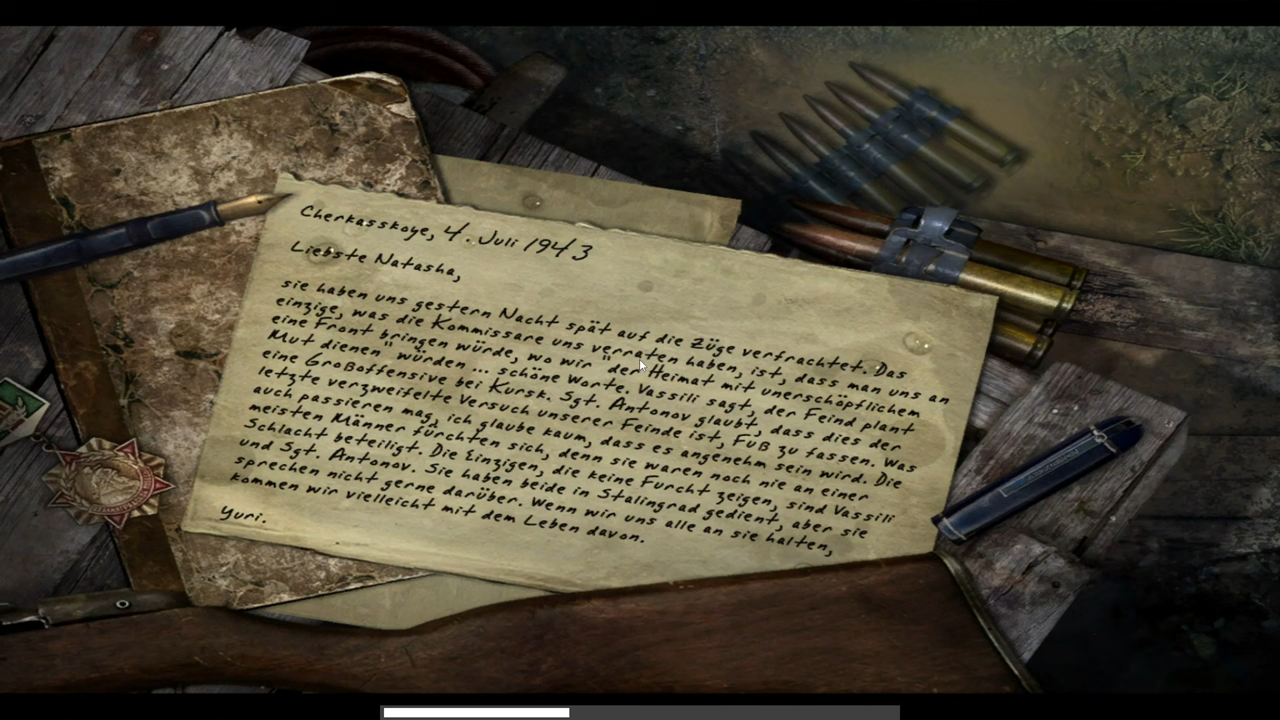 Cherkasskoye, 4. Juli 1943
Liebste Natasha,
sie haben uns gestern Nacht spät auf die Züge verfrachtet. Das
einzige, was die Kommissare uns verraten haben, ist, dass man uns an
eine Front bringen würde, wo wir "der Heimat mit unerschöpflichem
Mut dienen" würden ... schöne Worte. Vassili sagt, der Feind plant
eine Großoffensive bei Kursk. Sgt. Antonov glaubt, dass dies der
letzte verzweifelte Versuch unserer Feinde ist, Fuß zu fassen. Was
auch passieren mag, ich glaube kaum, dass es angenehm sein wird. Die
meisten Männer fürchten sich, denn sie waren noch nie an einer
Schlacht beteiligt. Die Einzigen, die keine Furcht zeigen, sind Vassili
und Sgt. Antonov. Sie haben beide in Stalingrad gedient, aber sie
sprechen nicht gerne darüber. Wenn wir uns alle an sie halten,
kommen wir vielleicht mit dem Leben davon.
Yuri.